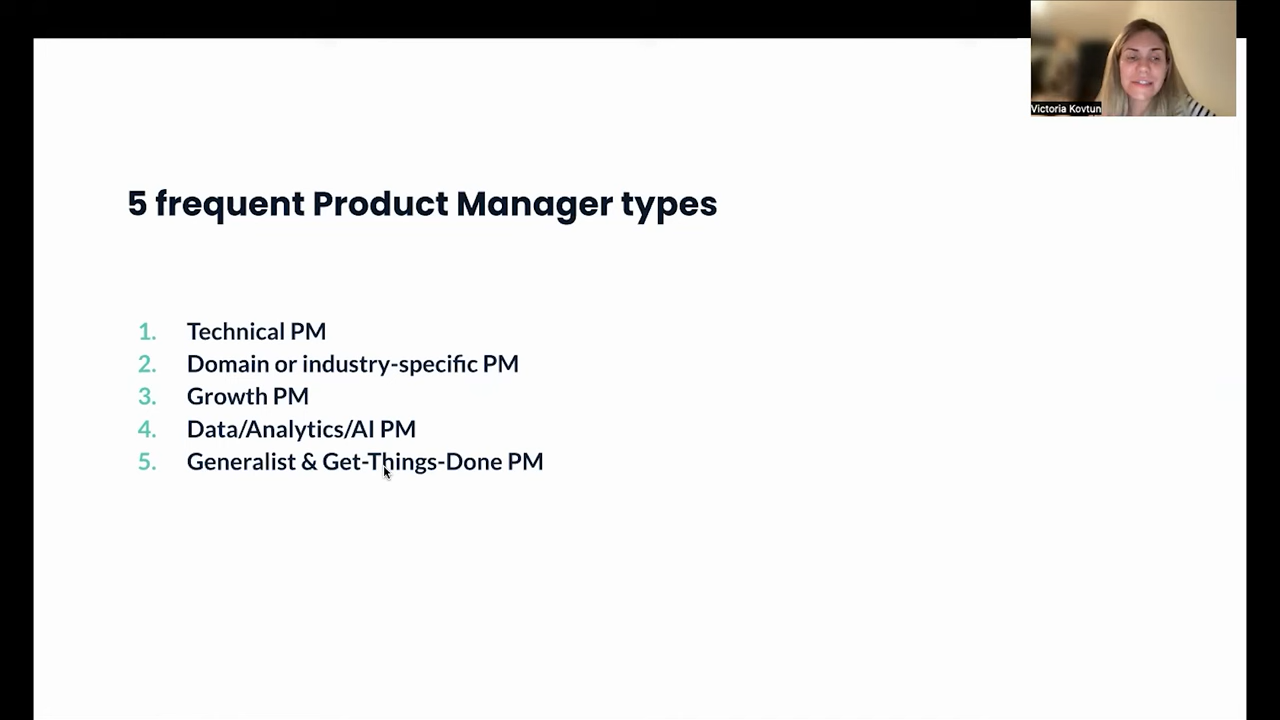 Victoria Kovtun
5 frequent Product Manager types
1. Technical PM
2. Domain or industry-specific PM
3. Growth PM
4. Data/Analytics/AI PM
5. Generalist & Get-Things-Done PM